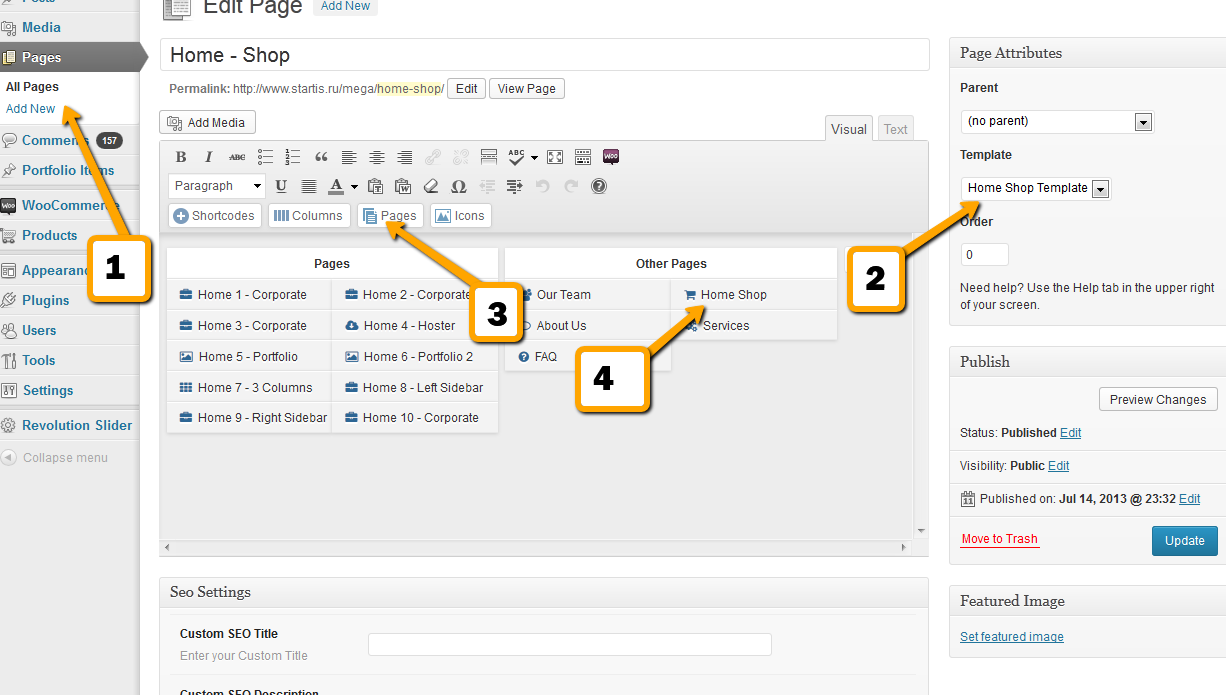 Posts
Media
Pages
All Pages
Add New
Comments 157
Portfolio Items
WooCommerce
Products
Appearan
Plugins
Users
Tools
Settings
Revolution Slider
Collapse menu
1
Edit Page Add New
Home - Shop
Permalink: http://www.startis.ru/mega/home-shop/ Edit View Page
Add Media
Visual Text
B I ABC ABC WOO
Paragraph U A Ω ?
Shortcodes Columns Pages Icons
Pages
Home 1 - Corporate Home 2 - Corporate
Home 3 - Corporate Home 4 - Hoster
Home 5 - Portfolio Home 6 - Portfolio 2
Home 7 - 3 Columns Home 8 - Left Sidebar
Home 9 - Right Sidebar Home 10 - Corporate
Other Pages
Our Team Home Shop
About Us Services
FAQ
3
4
2
Seo Settings
Custom SEO Title
Enter your Custom Title
Custom SEO Description
Page Attributes
Parent
(no parent)
Template
Home Shop Template
Order
0
Need help? Use the Help tab in the upper right
of your screen.
Publish
Preview Changes
Status: Published Edit
Visibility: Public Edit
11 Published on: Jul 14, 2013 @ 23:32 Edit
Move to Trash Update
Featured Image
Set featured image